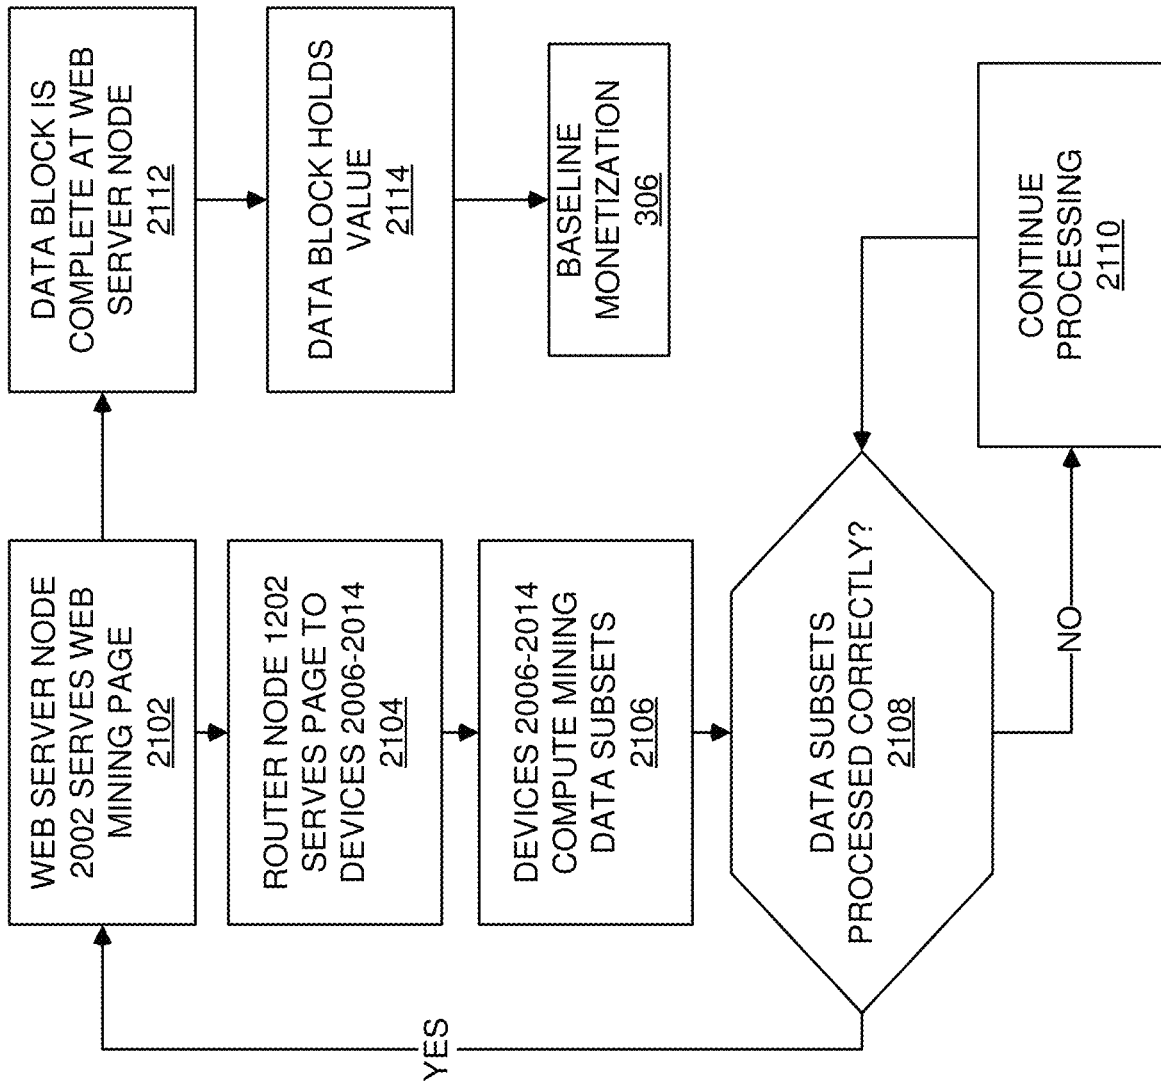 WEB SERVER NODE
2002 SERVES WEB
MINING PAGE
2102
ROUTER NODE 1202
SERVES PAGE TO
DEVICES 2006-2014
2104
DEVICES 2006-2014
COMPUTE MINING
DATA SUBSETS
2106
DATA SUBSETS
PROCESSED CORRECTLY?
2108
YES
NO
CONTINUE
PROCESSING
2110
DATA BLOCK IS
COMPLETE AT WEB
SERVER NODE
2112
DATA BLOCK HOLDS
VALUE
2114
BASELINE
MONETIZATION
306